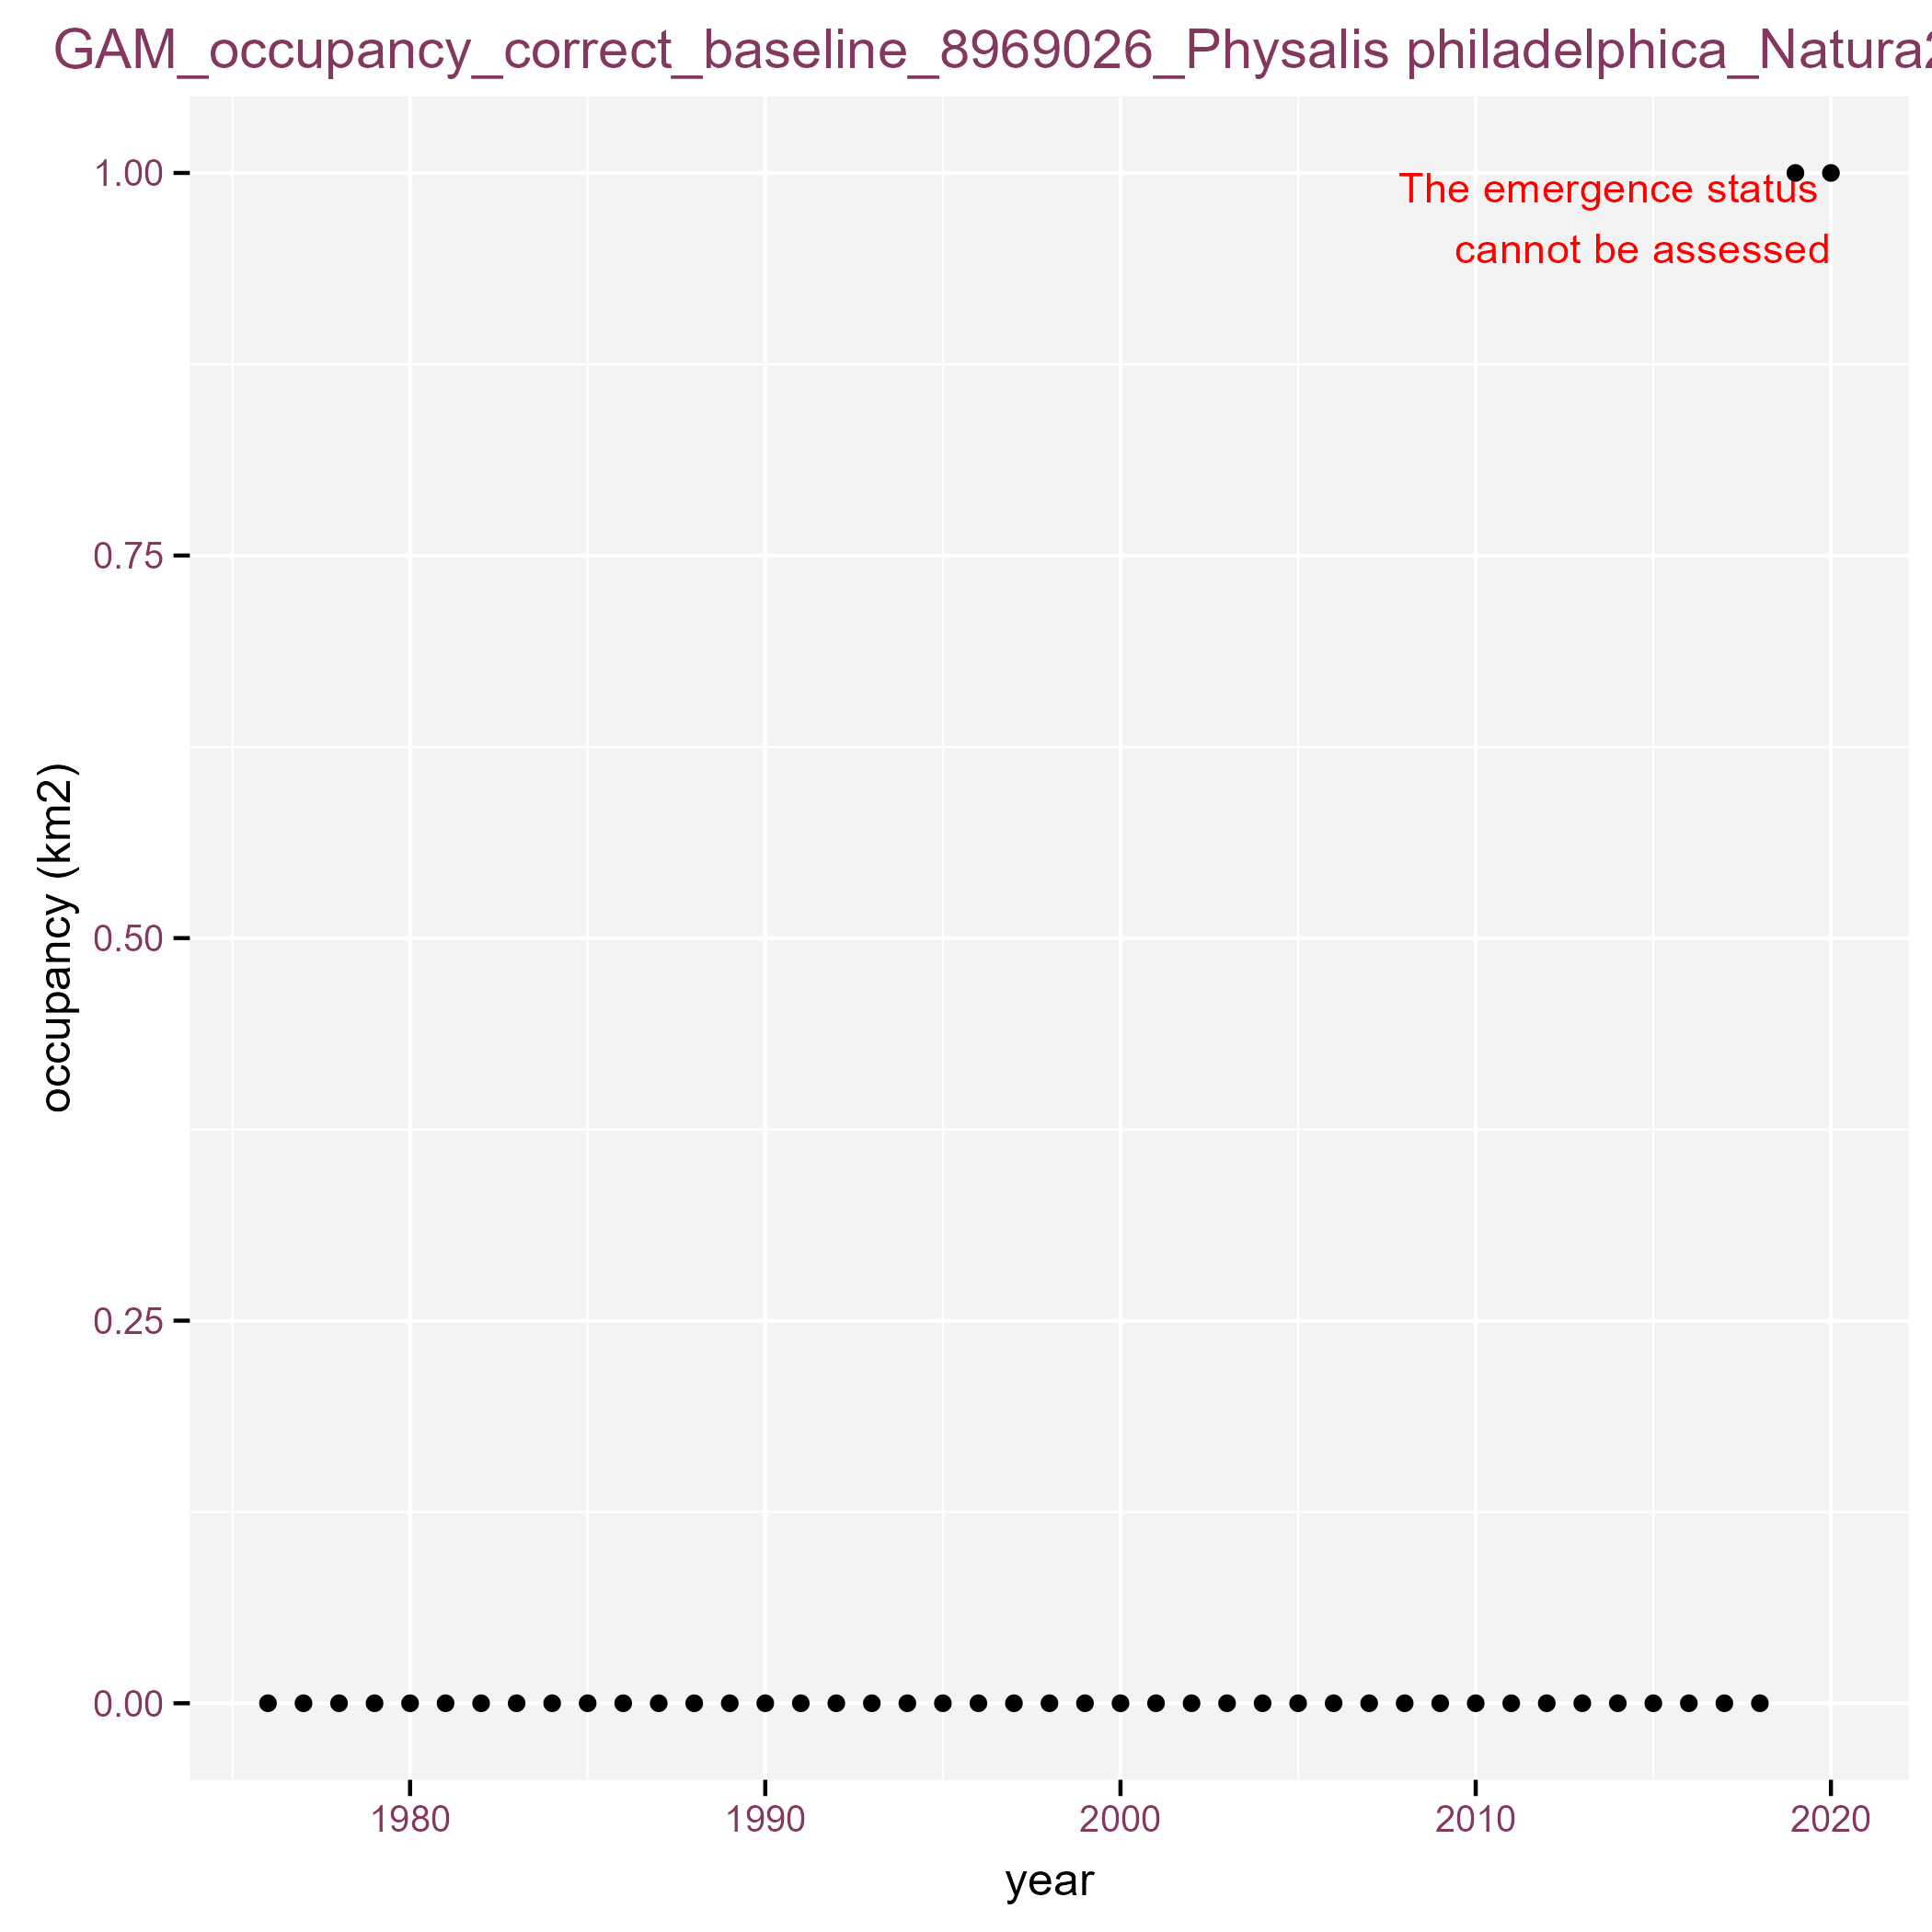 GAM_occupancy_correct_baseline_8969026_Physalis philadelphica_Natura
1.00
The emergence status
cannot be assessed
0.75
occupancy (km2)
0.50
0.25
0.00
1980 1990 2000 2010 2020
year